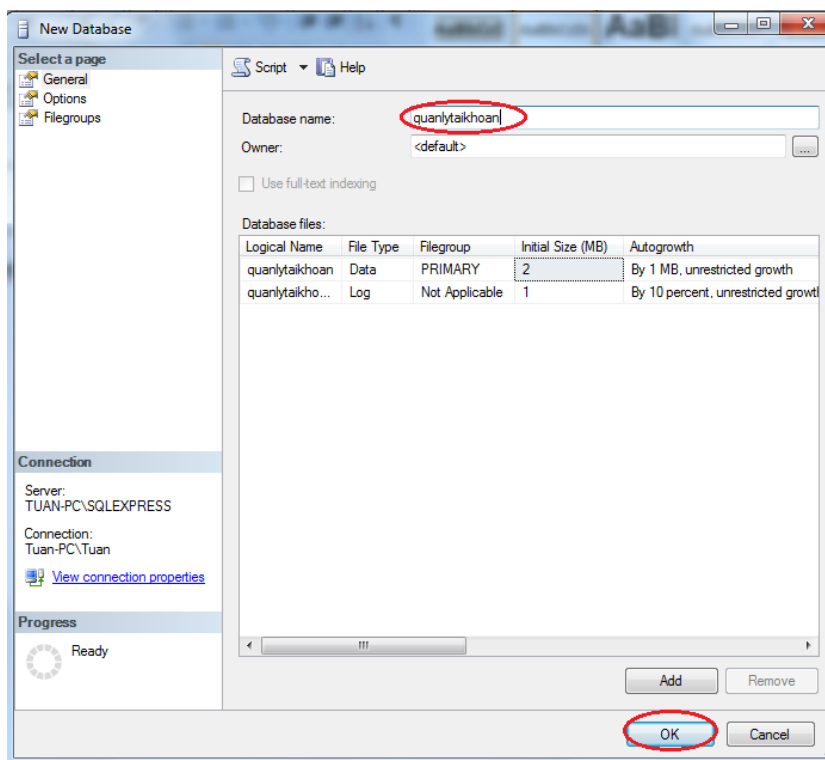 New Database
Select a page
General
Options
Filegroups
Script
Help
Database name:
quanlytaikhoan
Owner:
<default>
...
Use full-text indexing
Database files:
Logical Name File Type Filegroup Initial Size (MB) Autogrowth
quanlytaikhoan Data PRIMARY 2 By 1 MB, unrestricted growth
quanlytaikho... Log Not Applicable 1 By 10 percent, unrestricted growtl
Connection
Server:
TUAN-PC\SQLEXPRESS
Connection:
Tuan-PC\Tuan
View connection properties
Progress
Ready
Add Remove
OK Cancel